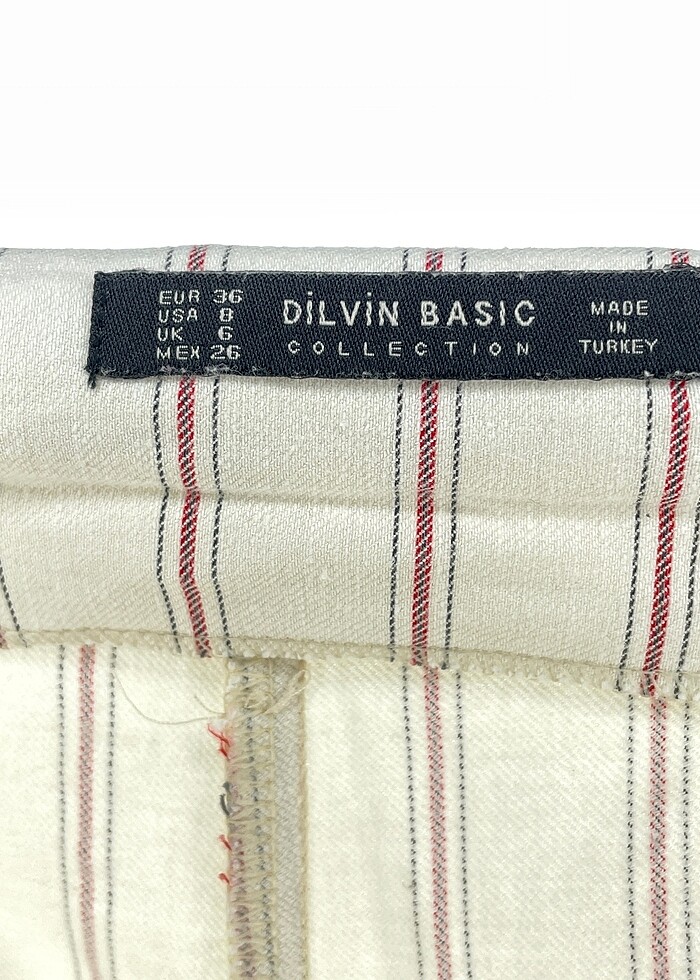 EUR 36
USA 8
UK 6
MEX 26
DİLVİN BASIC
COLLECTION
MADE
IN
TURKEY